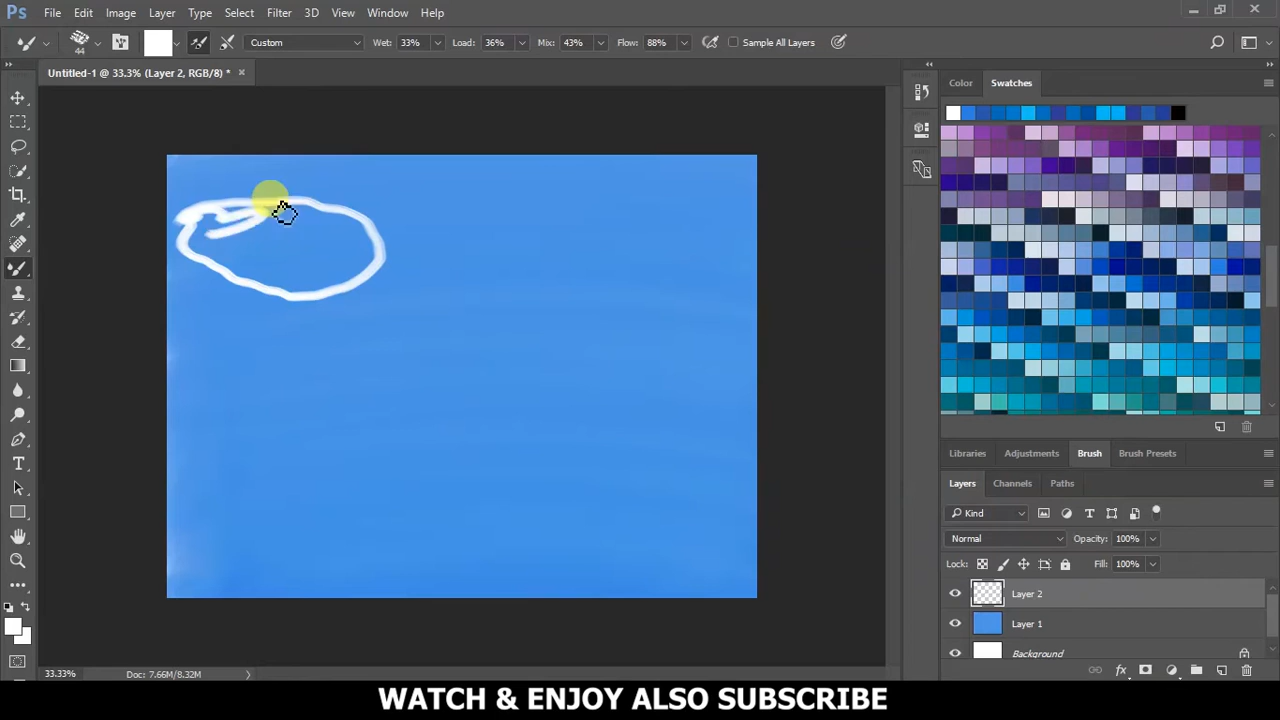 Ps File Edit Image Layer Type Select Filter 3D View Window Help
44 Custom Wet: 33% Load: 36% Mix: 43% Flow: 88% Sample All Layers
Untitled-1 @ 33.3% (Layer 2, RGB/8) *
Color Swatches
Libraries Adjustments Brush Brush Presets
Layers Channels Paths
Kind
Normal Opacity: 100%
Lock: Fill: 100%
Layer 2
Layer 1
Background
33.33% Doc: 7.66M/8.32M
WATCH & ENJOY ALSO SUBSCRIBE